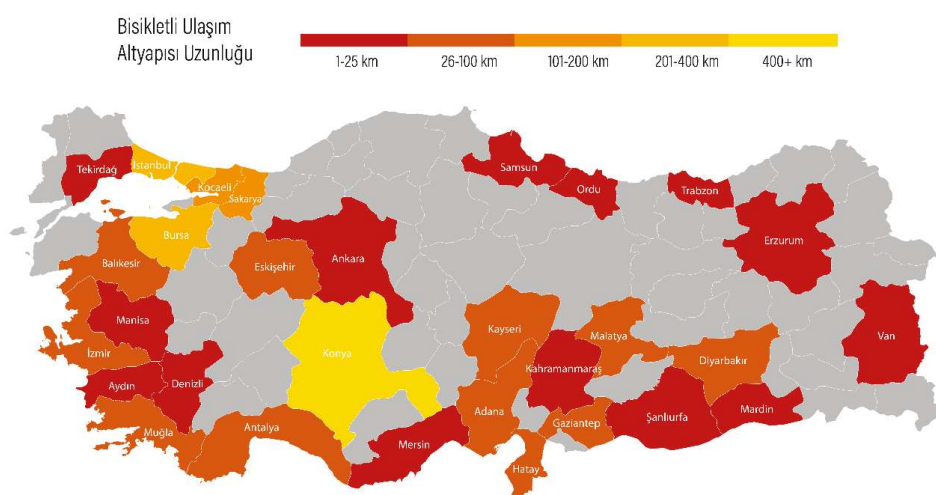 Bisikletli Ulaşım
Altyapısı Uzunluğu
1-25 km
26-100 km
101-200 km
201-400 km
400+ km
Tekirdağ
İstanbul
Kocaeli
Sakarya
Samsun
Ordu
Trabzon
Erzurum
Bursa
Balıkesir
Eskişehir
Ankara
Manisa
Kayseri
Malatya
Van
İzmir
Konya
Diyarbakır
Kahramanmaraş
Aydın
Denizli
Mardin
Şanlıurfa
Adana
Gaziantep
Muğla
Antalya
Mersin
Hatay